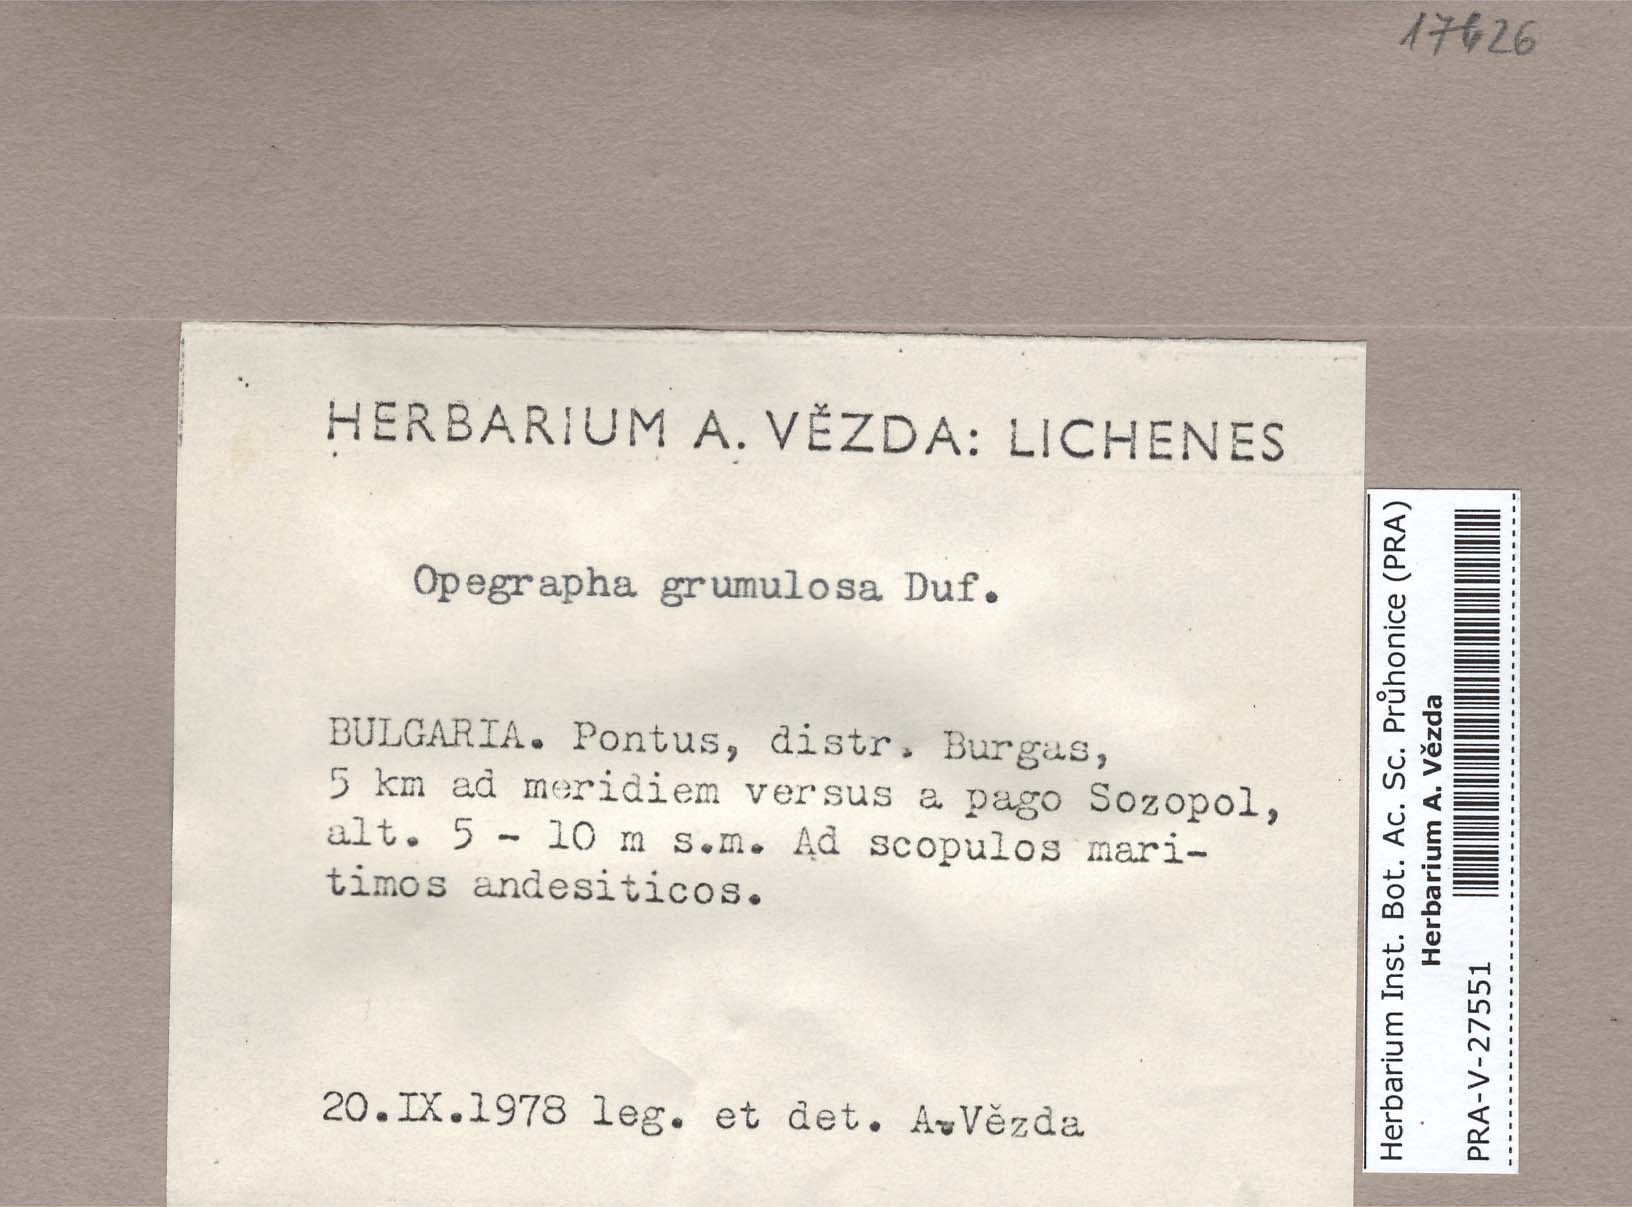 HERBARIUM A. VĚZDA: LICHENES
Opegrapha grumulosa Duf.
BULGARIA. Pontus, distr. Burgas,
5 km ad meridiem versus a pago Sozopol,
alt. 5 - 10 m s.m. Ad scopulos mari-
timos andesiticos.
20.IX.1978 leg. et det. A.Vězda
Herbarium Inst. Bot. Ac. Sc. Průhonice (PRA)
Herbarium A. Vězda
PRA-V-27551